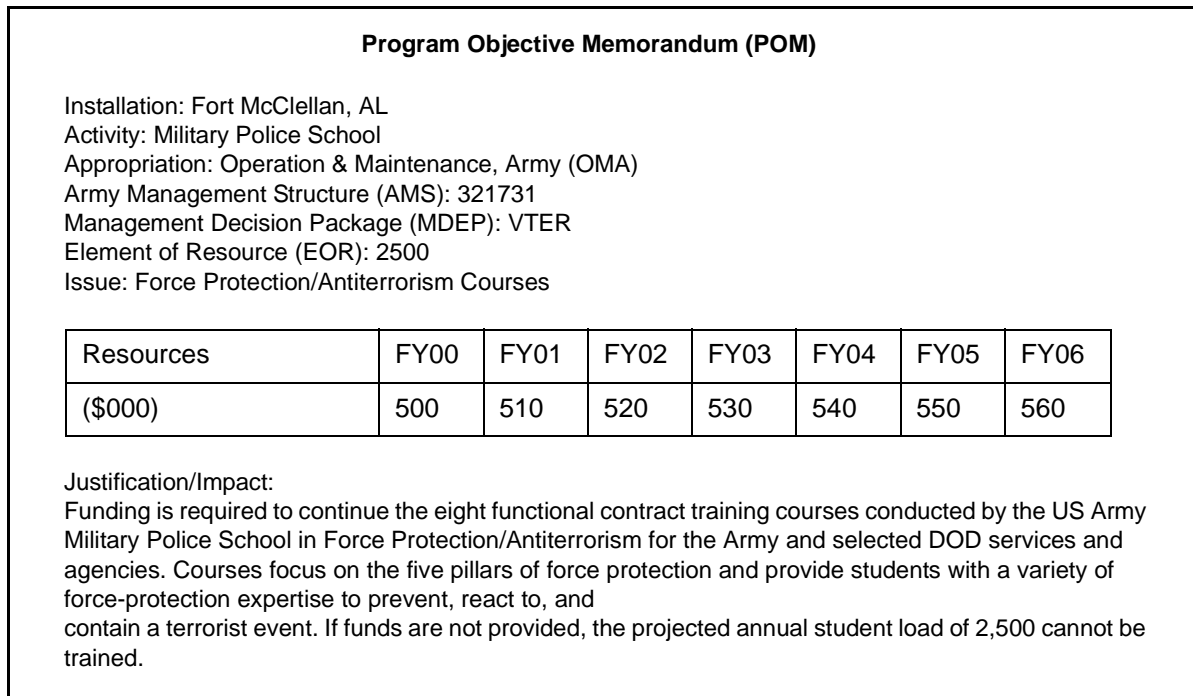 Program Objective Memorandum (POM)
Installation: Fort McClellan, AL
Activity: Military Police School
Appropriation: Operation & Maintenance, Army (OMA)
Army Management Structure (AMS): 321731
Management Decision Package (MDEP): VTER
Element of Resource (EOR): 2500
Issue: Force Protection/Antiterrorism Courses
Resources FY00 FY01 FY02 FY03 FY04 FY05 FY06
($000) 500 510 520 530 540 550 560
Justification/Impact:
Funding is required to continue the eight functional contract training courses conducted by the US Army
Military Police School in Force Protection/Antiterrorism for the Army and selected DOD services and
agencies. Courses focus on the five pillars of force protection and provide students with a variety of
force-protection expertise to prevent, react to, and
contain a terrorist event. If funds are not provided, the projected annual student load of 2,500 cannot be
trained.